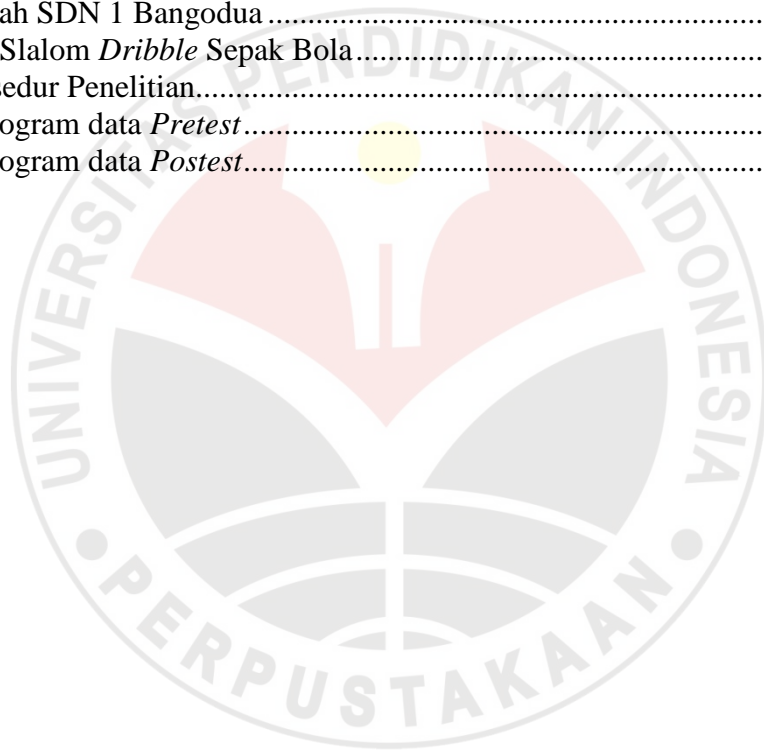 ah SDN 1 Bangodua ..........................................................................
Slalom Dribble Sepak Bola.............................................................
sedur Penelitian.....................................................................................
ogram data Pretest...............................................................................
ogram data Postest...............................................................................
UNIVERSITAS PENDIDIKAN INDONESIA
PERPUSTAKAAN